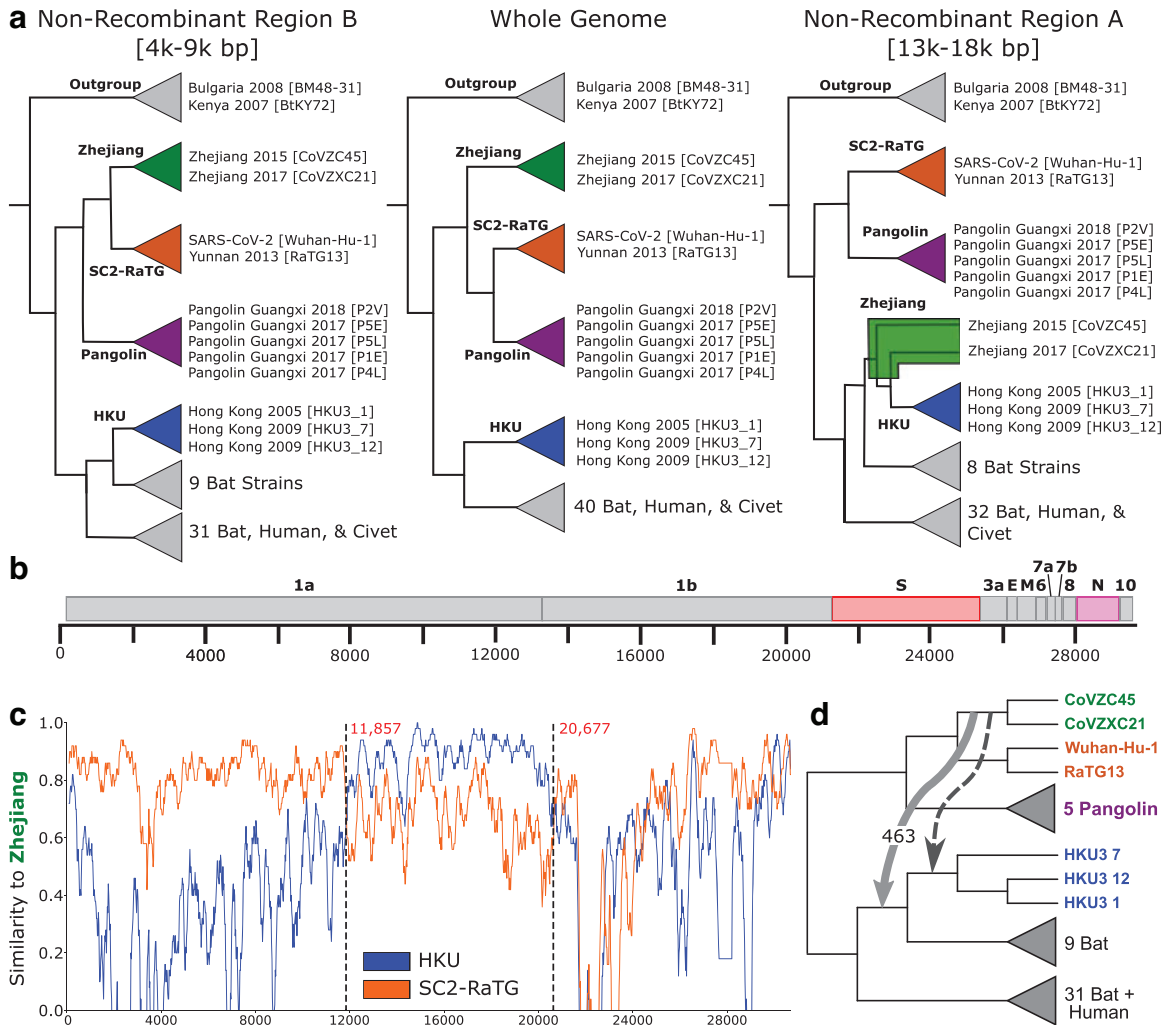 a
Non-Recombinant Region B
[4k-9k bp]
Outgroup
Bulgaria 2008 [BM48-31]
Kenya 2007 [BtKY72]
Zhejiang
Zhejiang 2015 [CoVZC45]
Zhejiang 2017 [CoVZXC21]
SARS-CoV-2 [Wuhan-Hu-1]
Yunnan 2013 [RaTG13]
SC2-RaTG
Pangolin Guangxi 2018 [P2V]
Pangolin Guangxi 2017 [P5E]
Pangolin Guangxi 2017 [P5L]
Pangolin Guangxi 2017 [P1E]
Pangolin Guangxi 2017 [P4L]
Pangolin
HKU
Hong Kong 2005 [HKU3_1]
Hong Kong 2009 [HKU3_7]
Hong Kong 2009 [HKU3_12]
9 Bat Strains
31 Bat, Human, & Civet
Whole Genome
Outgroup
Bulgaria 2008 [BM48-31]
Kenya 2007 [BtKY72]
Zhejiang
Zhejiang 2015 [CoVZC45]
Zhejiang 2017 [CoVZXC21]
SC2-RaTG
SARS-CoV-2 [Wuhan-Hu-1]
Yunnan 2013 [RaTG13]
Pangolin Guangxi 2018 [P2V]
Pangolin Guangxi 2017 [P5E]
Pangolin Guangxi 2017 [P5L]
Pangolin Guangxi 2017 [P1E]
Pangolin Guangxi 2017 [P4L]
Pangolin
HKU
Hong Kong 2005 [HKU3_1]
Hong Kong 2009 [HKU3_7]
Hong Kong 2009 [HKU3_12]
40 Bat, Human, & Civet
Non-Recombinant Region A
[13k-18k bp]
Outgroup
Bulgaria 2008 [BM48-31]
Kenya 2007 [BtKY72]
SC2-RaTG
SARS-CoV-2 [Wuhan-Hu-1]
Yunnan 2013 [RaTG13]
Pangolin
Pangolin Guangxi 2018 [P2V]
Pangolin Guangxi 2017 [P5E]
Pangolin Guangxi 2017 [P5L]
Pangolin Guangxi 2017 [P1E]
Pangolin Guangxi 2017 [P4L]
Zhejiang
Zhejiang 2015 [CoVZC45]
Zhejiang 2017 [CoVZXC21]
HKU
Hong Kong 2005 [HKU3_1]
Hong Kong 2009 [HKU3_7]
Hong Kong 2009 [HKU3_12]
8 Bat Strains
32 Bat, Human, &
Civet
b
1a 1b S 3a E M 6 7a 7b 8 N 10
0 4000 8000 12000 16000 20000 24000 28000
c
Similarity to Zhejiang
1.0
0.8
0.6
0.4
0.2
0.0
11,857
20,677
HKU
SC2-RaTG
0 4000 8000 12000 16000 20000 24000 28000
d
CoVZC45
CoVZXC21
Wuhan-Hu-1
RaTG13
5 Pangolin
463
HKU3 7
HKU3 12
HKU3 1
9 Bat
31 Bat +
Human